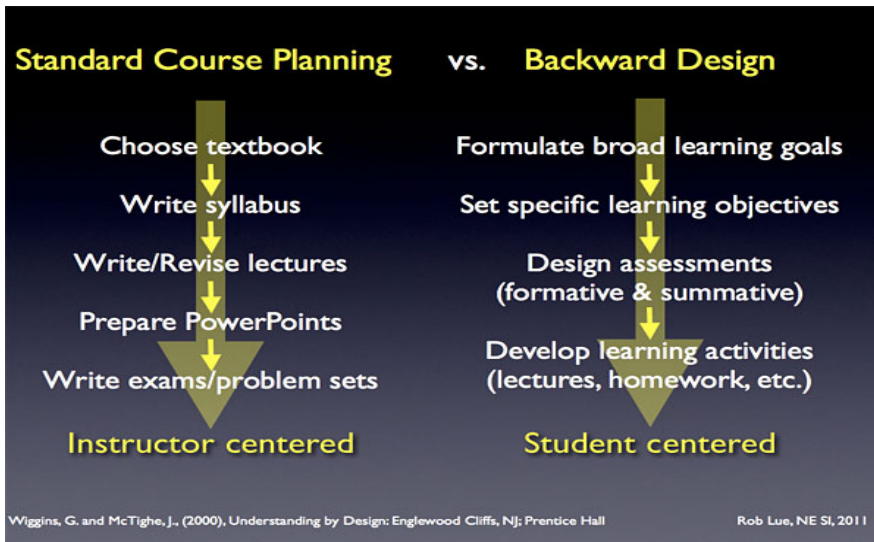 Standard Course Planning vs. Backward Design
Choose textbook
Write syllabus
Write/Revise lectures
Prepare PowerPoints
Write exams/problem sets
Instructor centered
Formulate broad learning goals
Set specific learning objectives
Design assessments
(formative & summative)
Develop learning activities
(lectures, homework, etc.)
Student centered
Wiggins, G. and McTighe, J., (2000), Understanding by Design: Englewood Cliffs, NJ; Prentice Hall
Rob Lue, NE SI, 2011